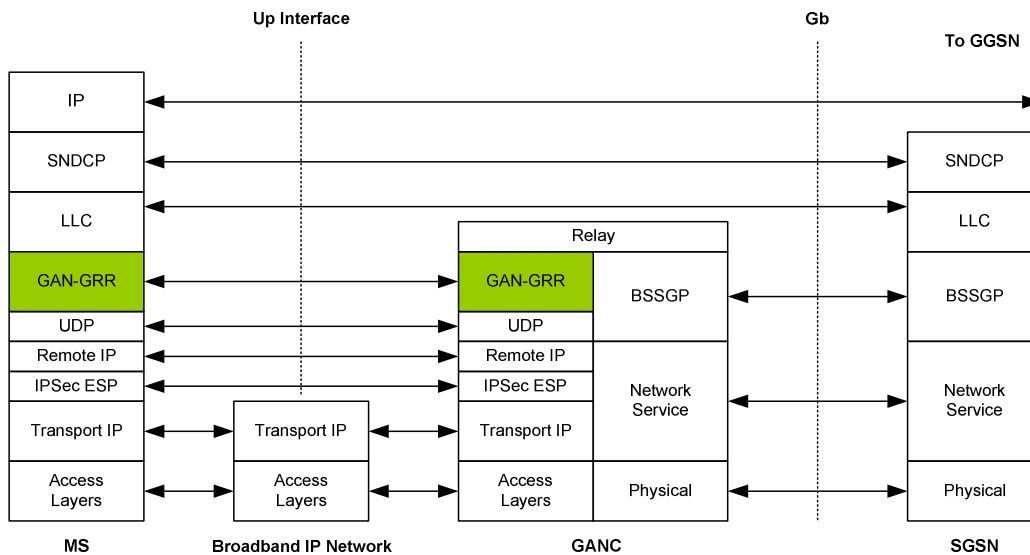 Up Interface
Gb
To GGSN
IP
SNDCP
SNDCP
LLC
LLC
Relay
GAN-GRR
GAN-GRR
BSSGP
BSSGP
UDP
UDP
Remote IP
Remote IP
IPSec ESP
IPSec ESP
Network
Service
Network
Service
Transport IP
Transport IP
Transport IP
Access
Layers
Access
Layers
Access
Layers
Physical
Physical
MS
Broadband IP Network
GANC
SGSN